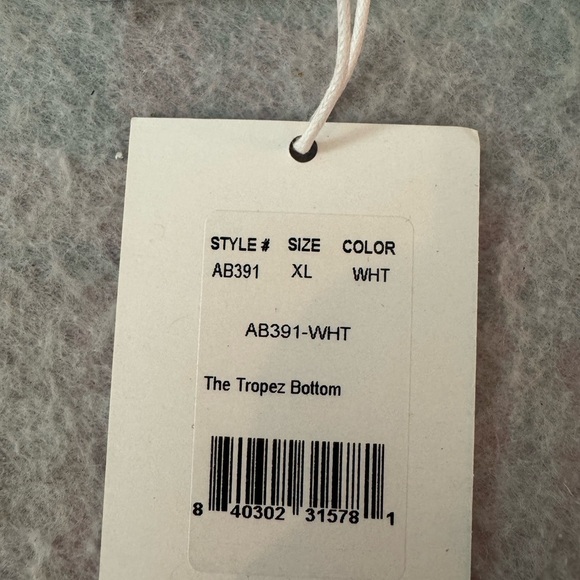 STYLE # SIZE COLOR
AB391 XL WHT
AB391-WHT
The Tropez Bottom
8 40302 31578 1